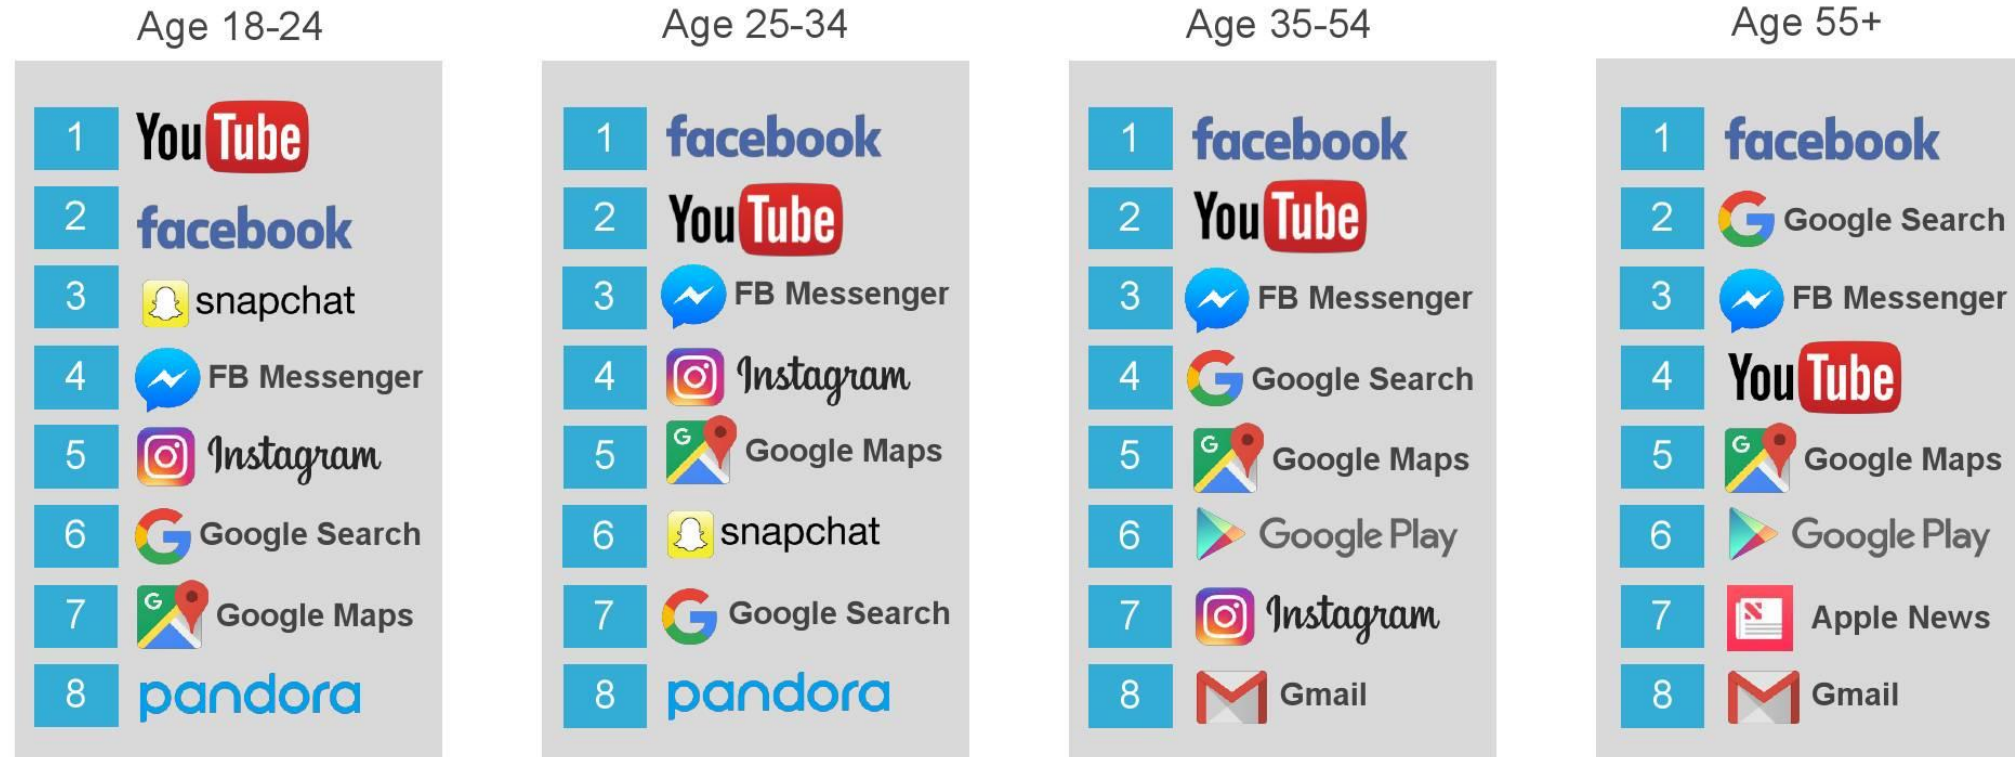 Age 18-24
1 YouTube
2 facebook
3 snapchat
4 FB Messenger
5 Instagram
6 Google Search
7 G Google Maps
8 pandora
Age 25-34
1 facebook
2 YouTube
3 FB Messenger
4 Instagram
5 G Google Maps
6 snapchat
7 Google Search
8 pandora
Age 35-54
1 facebook
2 YouTube
3 FB Messenger
4 Google Search
5 G Google Maps
6 Google Play
7 Instagram
8 Gmail
Age 55+
1 facebook
2 Google Search
3 FB Messenger
4 YouTube
5 G Google Maps
6 Google Play
7 N Apple News
8 Gmail